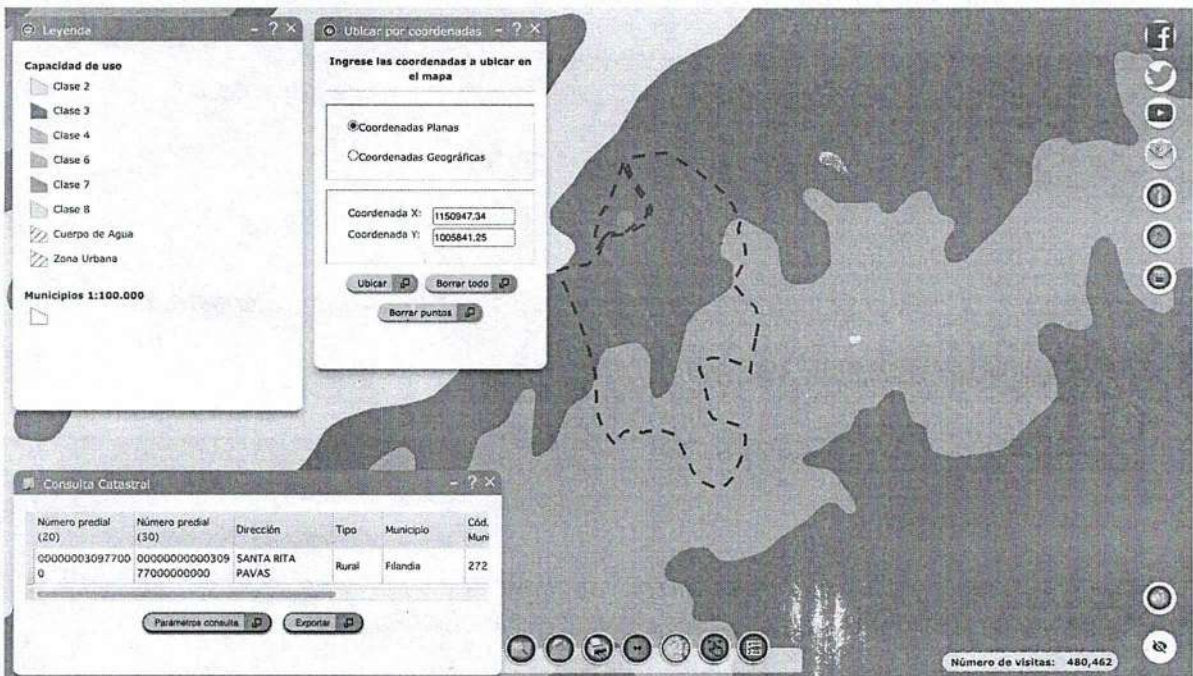 Leyenda
Capacidad de uso
Clase 2
Clase 3
Clase 4
Clase 6
Clase 7
Clase 8
Cuerpo de Agua
Zona Urbana
Municipios 1:100.000
Ubicar por coordenadas
Ingrese las coordenadas a ubicar en
el mapa
Coordenadas Planas
Coordenadas Geográficas
Coordenada X: 1150947,34
Coordenada Y: 1005841,25
Ubicar
Borrar todo
Borrar puntos
Consulta Catastral
Número predial (20)
Número predial (30)
Dirección
Tipo
Municipio
Cód. Muni
000000030977000
0000000000030977000000000
SANTA RITA PAVAS
Rural
Filandia
272
Parámetros consulta
Exportar
Número de visitas: 480,462